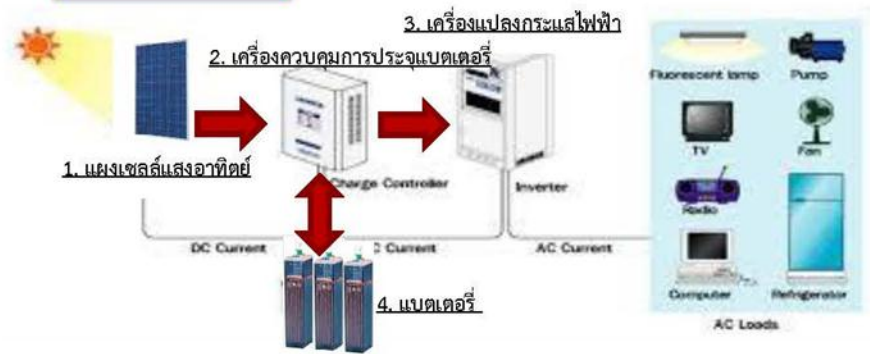 3. เครื่องแปลงกระแสไฟฟ้า
2. เครื่องควบคุมการประจุแบตเตอรี่
1. แผงเซลล์แสงอาทิตย์
Charge Controller
Inverter
DC Current
C Current
AC Current
4. แบตเตอรี่
Fluorescent lamp
Pump
TV
Fan
Radio
Computer
Refrigerator
AC Loads